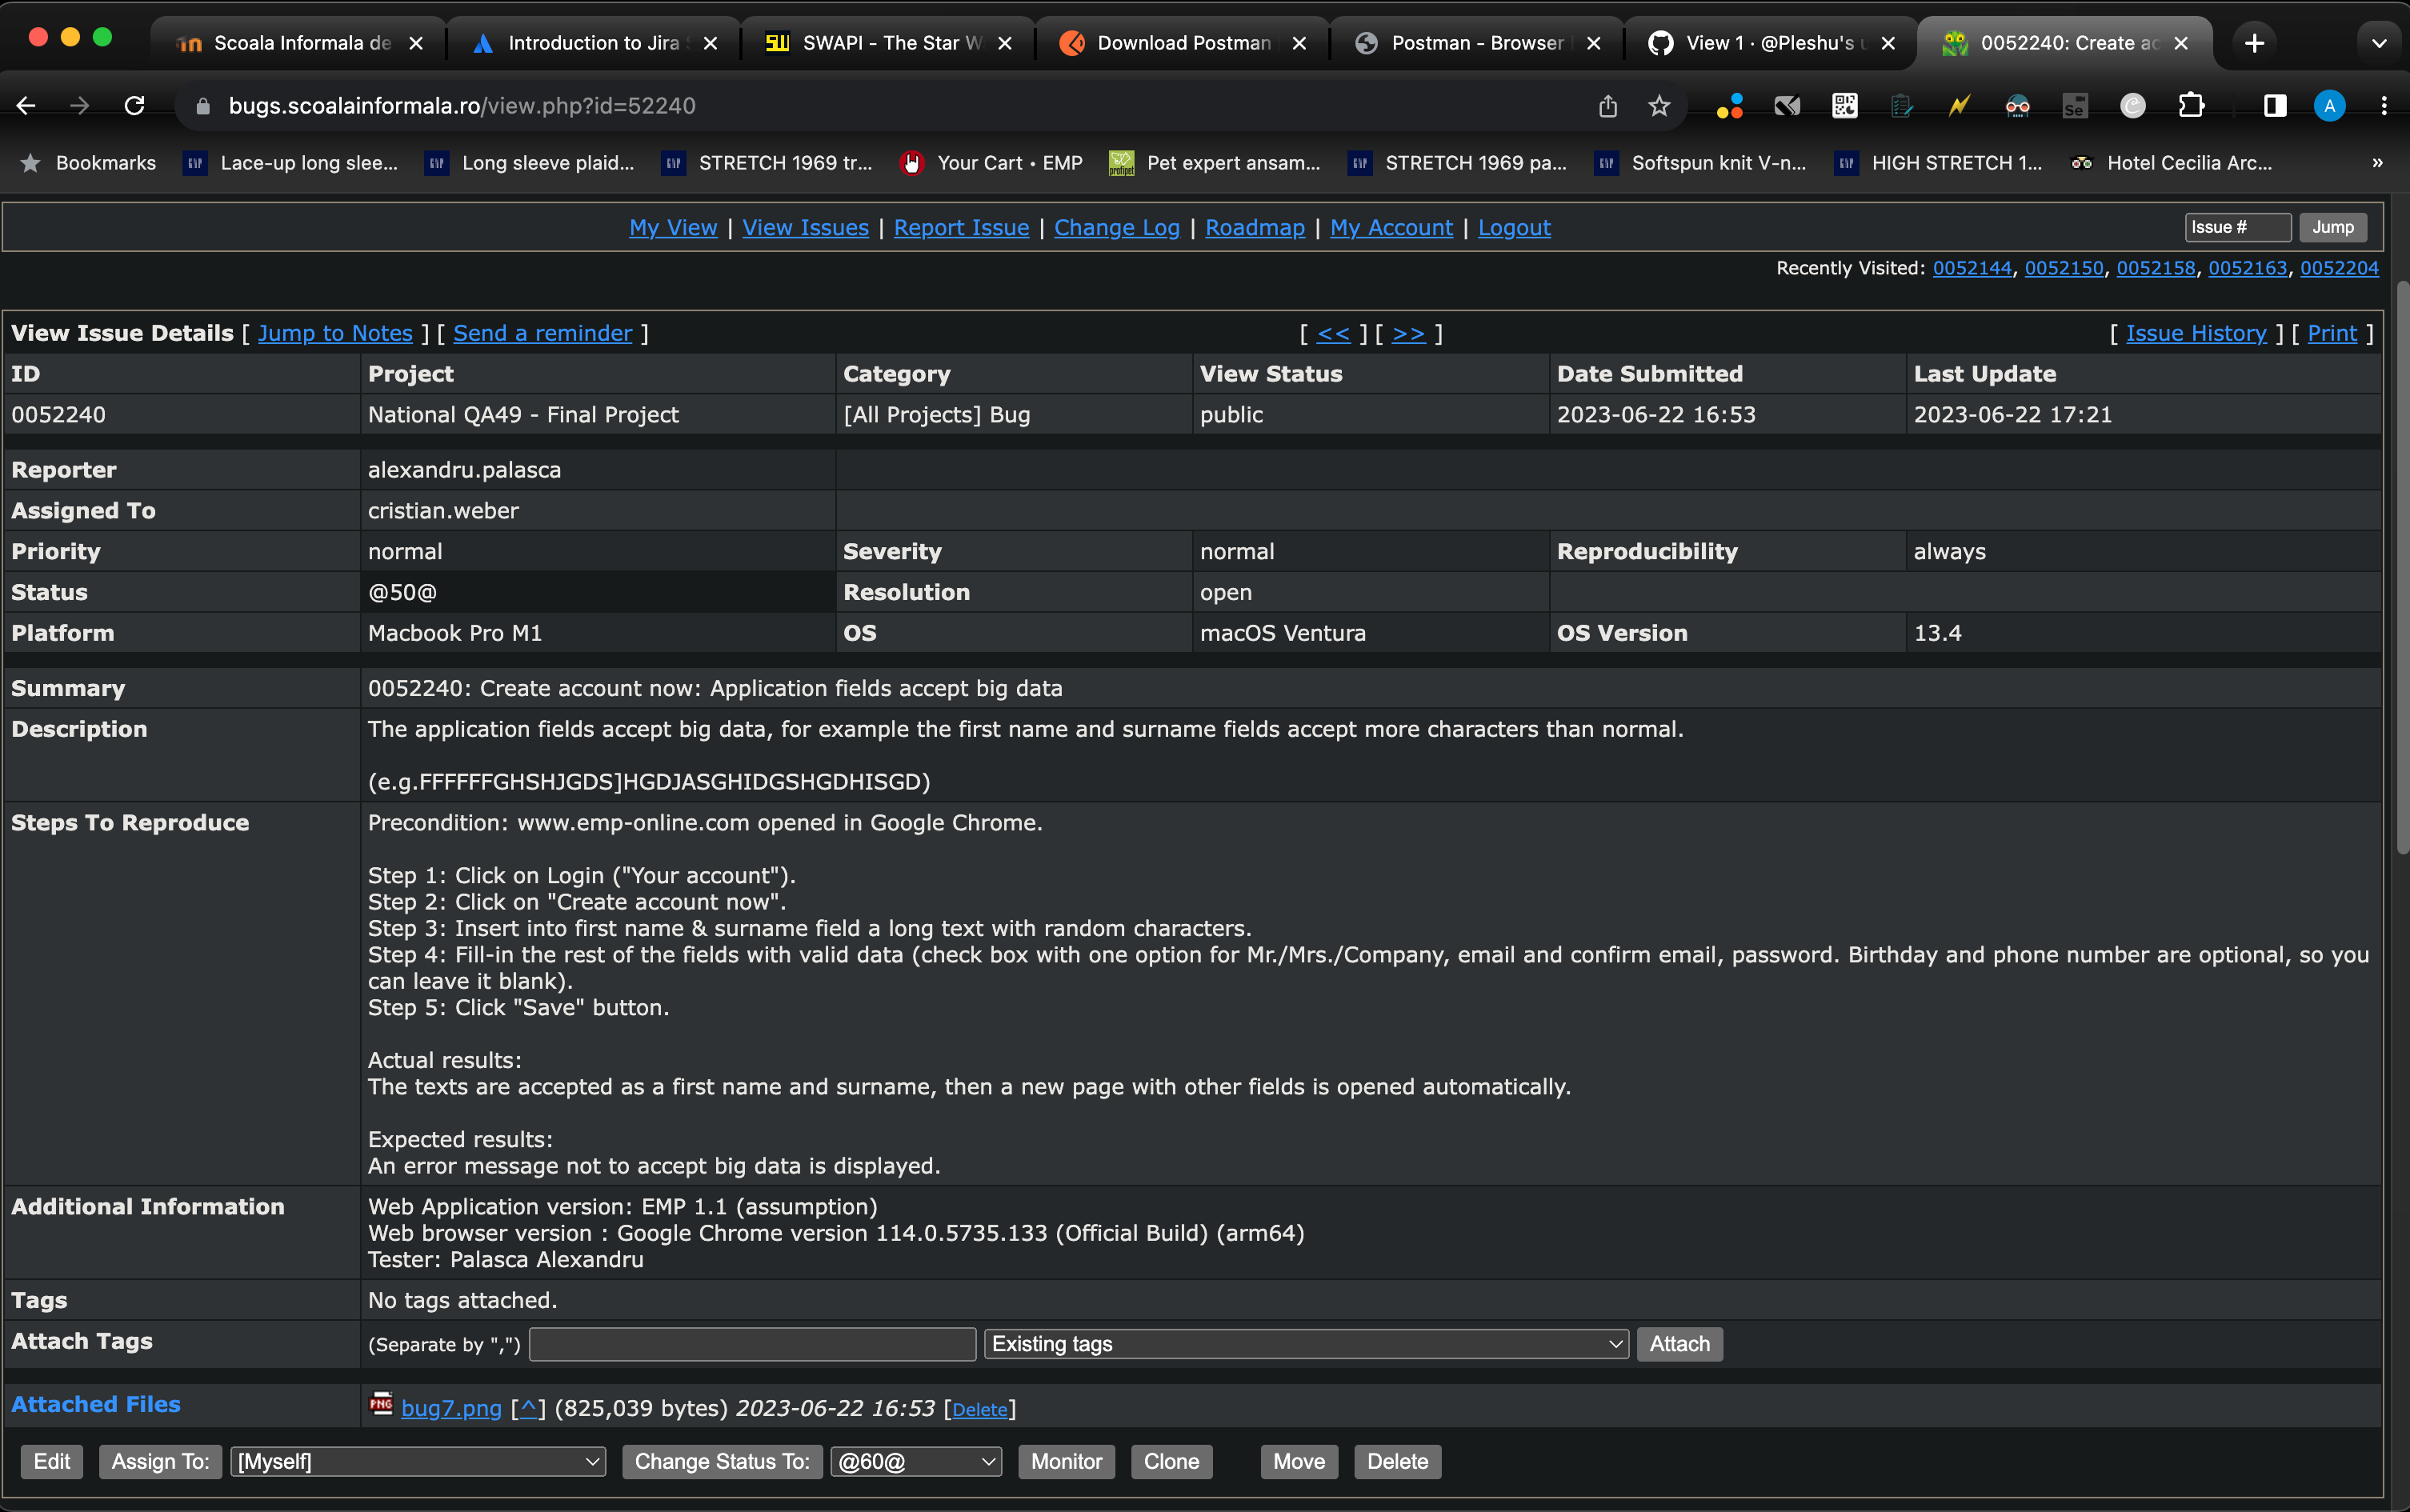 Scoala Informala de
Introduction to Jira
SWAPI - The Star W
Download Postman
Postman - Browser
View 1 · @Pleshu's u
0052240: Create ac
bugs.scoalainformala.ro/view.php?id=52240
Bookmarks
Lace-up long slee...
Long sleeve plaid...
STRETCH 1969 tr...
Your Cart • EMP
Pet expert ansam...
STRETCH 1969 pa...
Softspun knit V-n...
HIGH STRETCH 1...
Hotel Cecilia Arc...
»
My View | View Issues | Report Issue | Change Log | Roadmap | My Account | Logout
Issue #
Jump
Recently Visited: 0052144, 0052150, 0052158, 0052163, 0052204
View Issue Details [ Jump to Notes ] [ Send a reminder ]
[ << ] [ >> ]
[ Issue History ] [ Print ]
ID Project Category View Status Date Submitted Last Update
0052240 National QA49 - Final Project [All Projects] Bug public 2023-06-22 16:53 2023-06-22 17:21
Reporter alexandru.palasca
Assigned To cristian.weber
Priority normal Severity normal Reproducibility always
Status @50@ Resolution open
Platform Macbook Pro M1 OS macOS Ventura OS Version 13.4
Summary 0052240: Create account now: Application fields accept big data
Description The application fields accept big data, for example the first name and surname fields accept more characters than normal.
(e.g.FFFFFFGHSHJGDS]HGDJASGHIDGSHGDHISGD)
Steps To Reproduce Precondition: www.emp-online.com opened in Google Chrome.
Step 1: Click on Login ("Your account").
Step 2: Click on "Create account now".
Step 3: Insert into first name & surname field a long text with random characters.
Step 4: Fill-in the rest of the fields with valid data (check box with one option for Mr./Mrs./Company, email and confirm email, password. Birthday and phone number are optional, so you
can leave it blank).
Step 5: Click "Save" button.
Actual results:
The texts are accepted as a first name and surname, then a new page with other fields is opened automatically.
Expected results:
An error message not to accept big data is displayed.
Additional Information Web Application version: EMP 1.1 (assumption)
Web browser version : Google Chrome version 114.0.5735.133 (Official Build) (arm64)
Tester: Palasca Alexandru
Tags No tags attached.
Attach Tags (Separate by ",") Existing tags Attach
Attached Files PNG bug7.png [^] (825,039 bytes) 2023-06-22 16:53 [Delete]
Edit Assign To: [Myself] Change Status To: @60@ Monitor Clone Move Delete